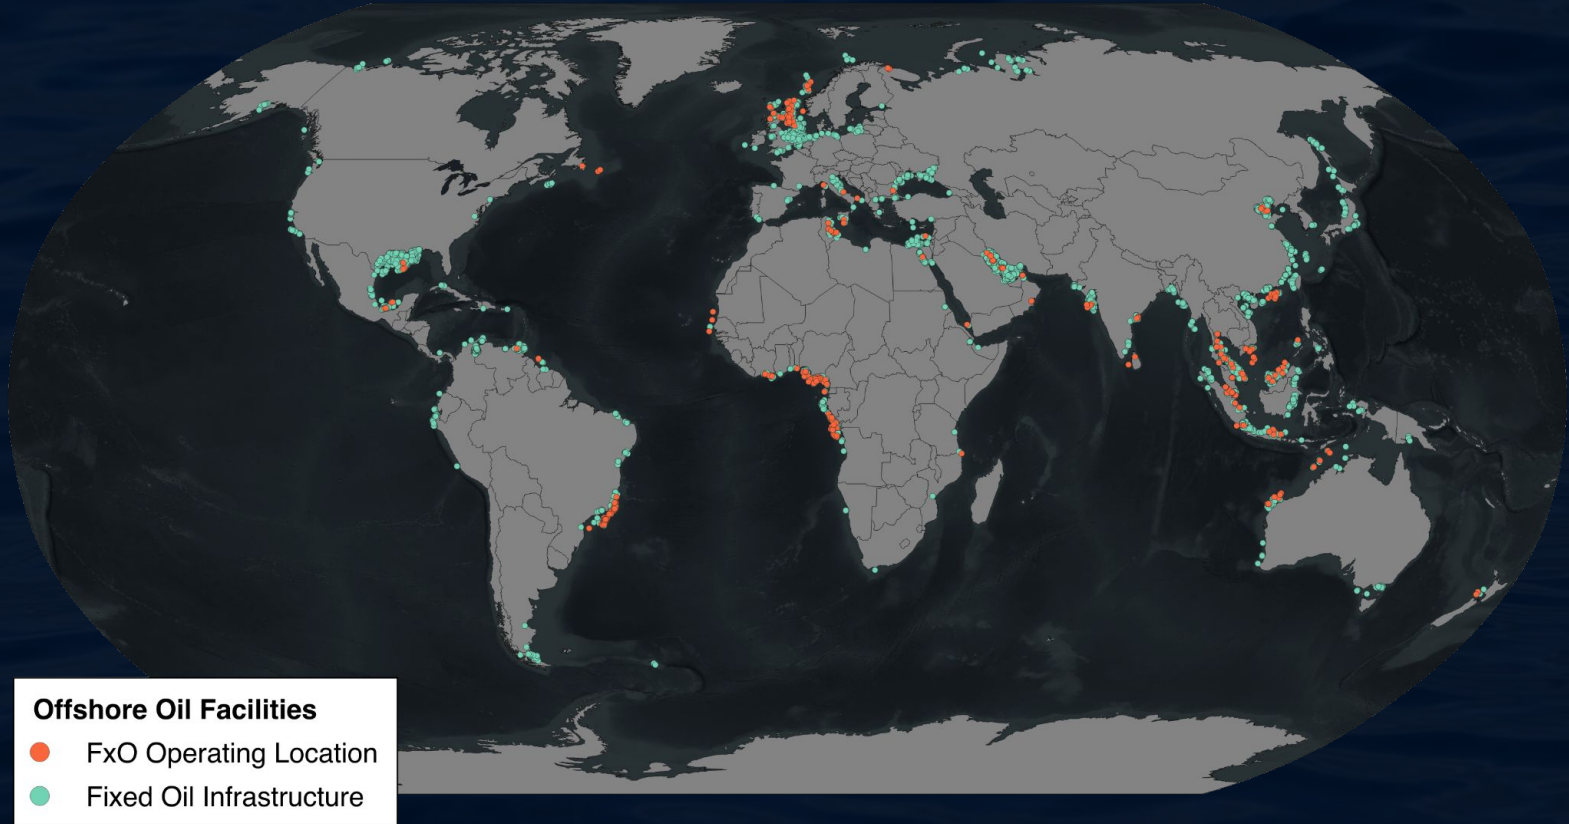 Offshore Oil Facilities
FxO Operating Location
Fixed Oil Infrastructure